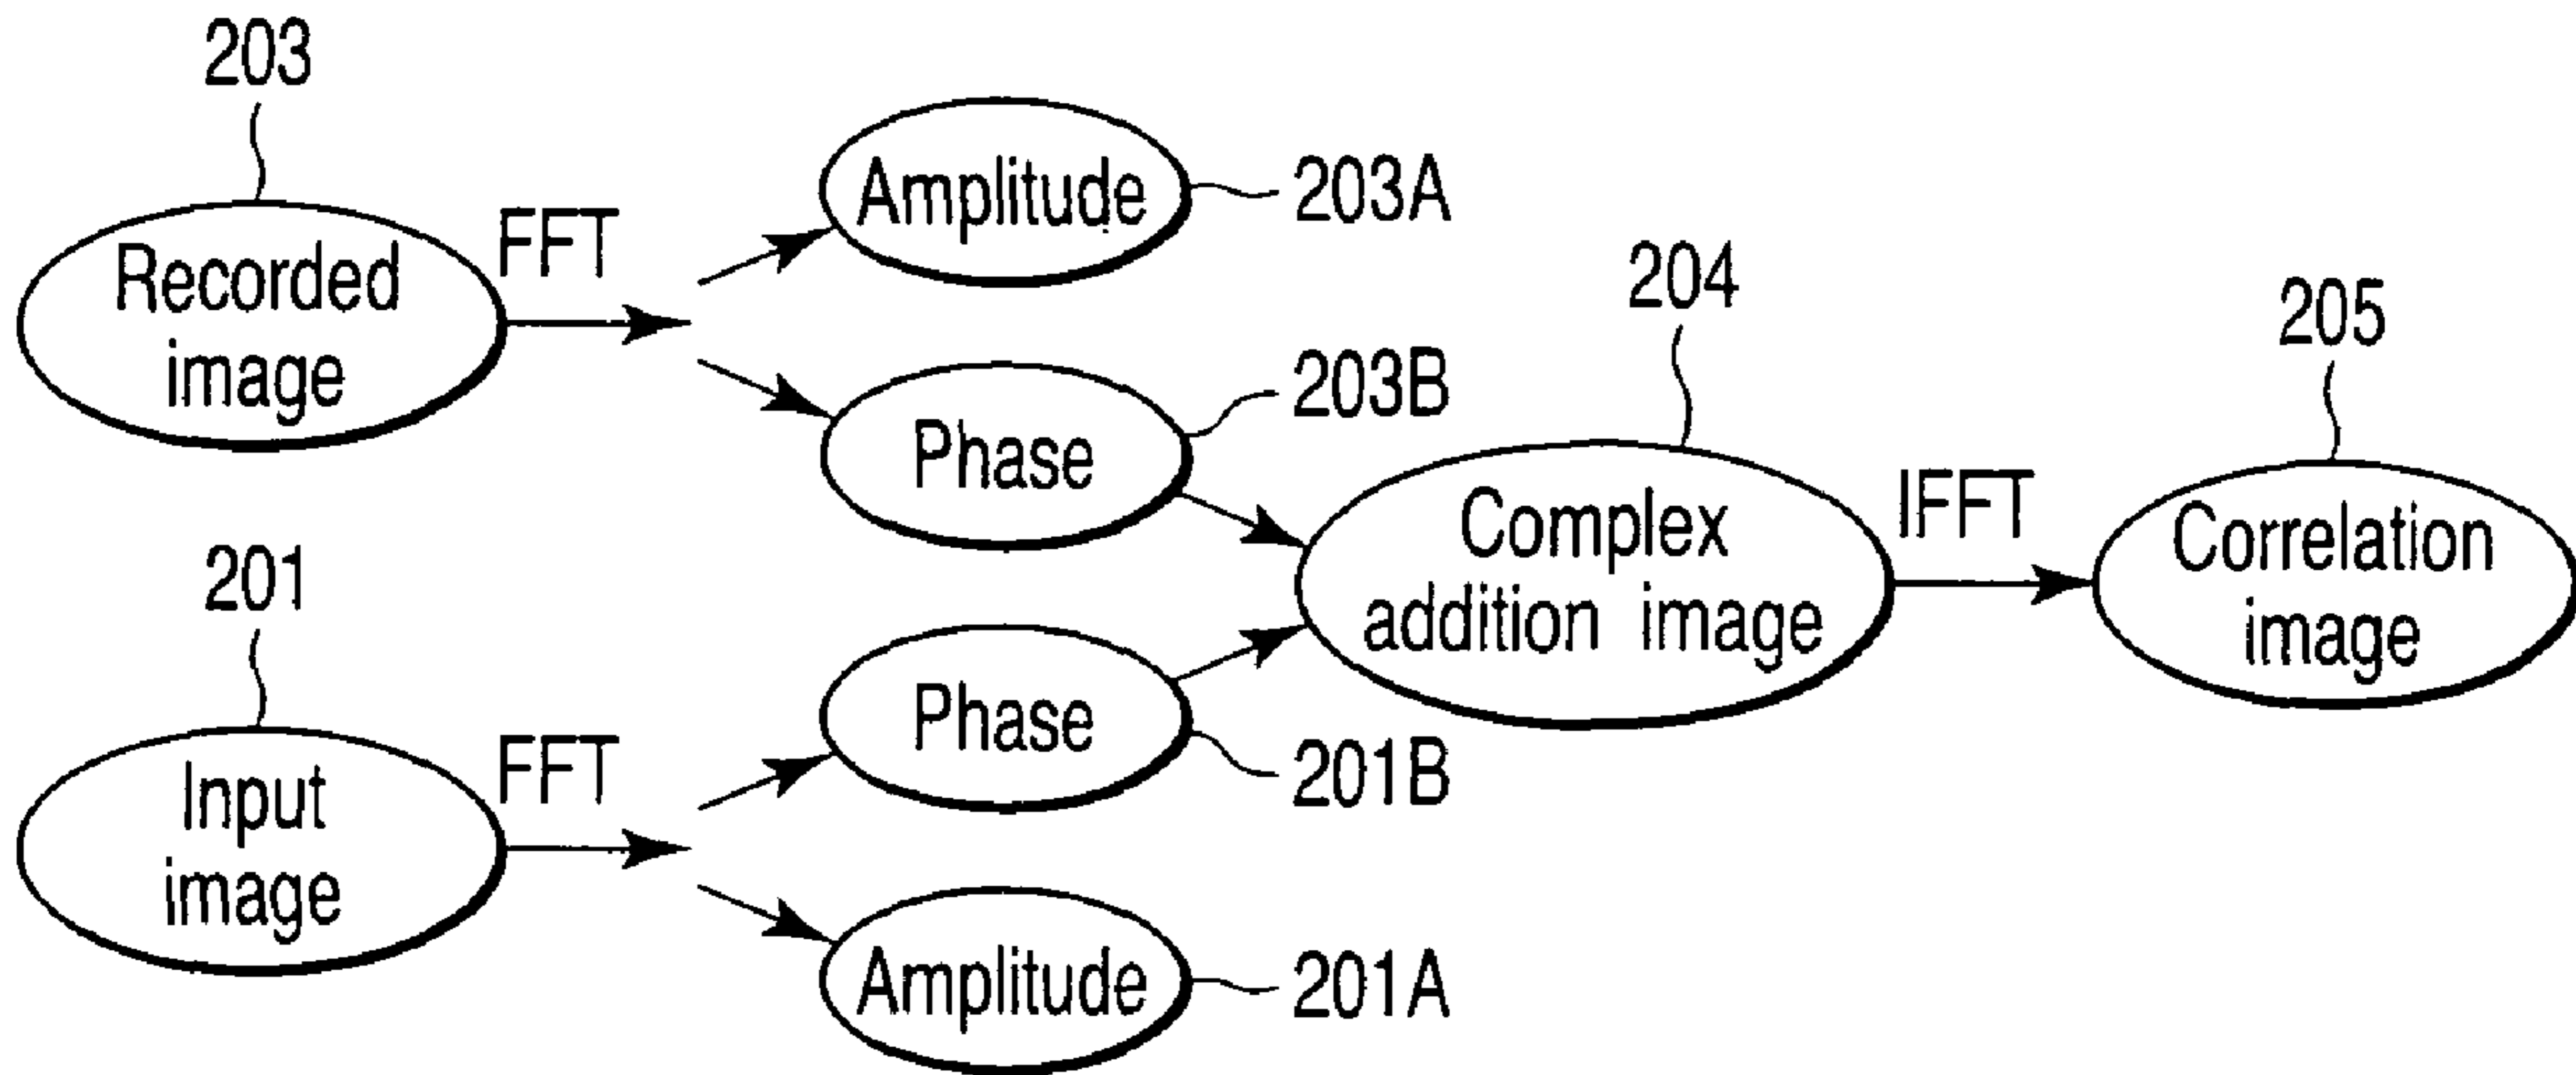 203
Recorded
image
FFT
Amplitude
203A
Phase
203B
201
Input
image
FFT
Phase
201B
Amplitude
201A
204
Complex
addition image
IFFT
205
Correlation
image